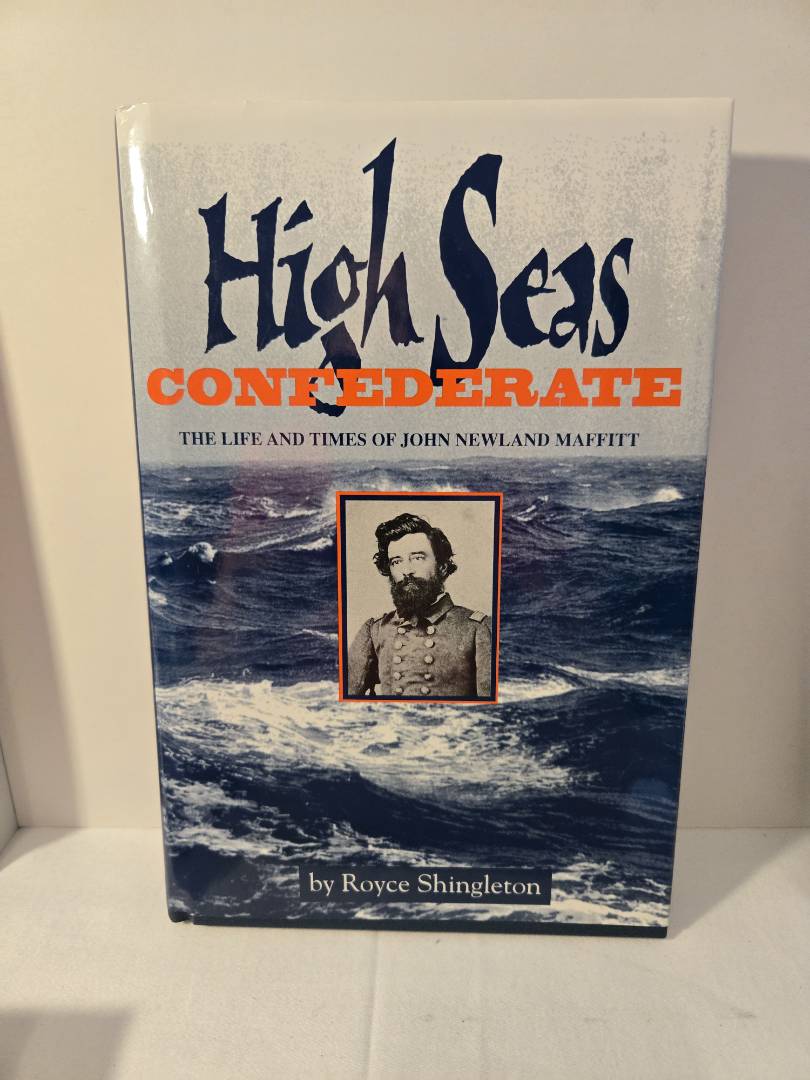 High Seas
CONFEDERATE
THE LIFE AND TIMES OF JOHN NEWLAND MAFFITT
by Royce Shingleton